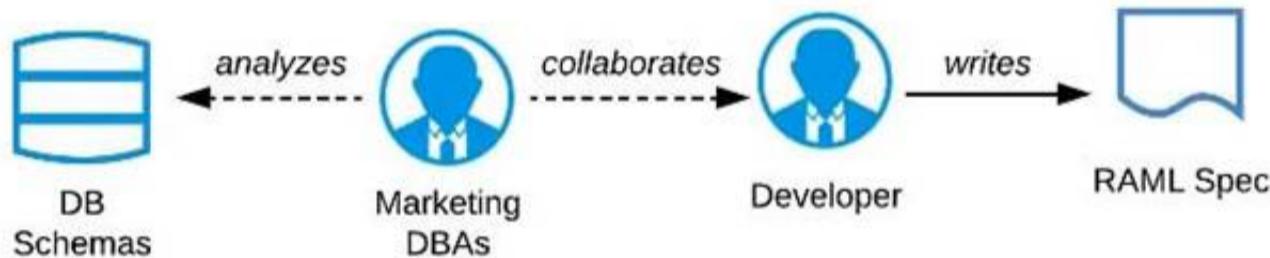 analyzes
collaborates
writes
DB
Schemas
Marketing
DBAs
Developer
RAML Spec